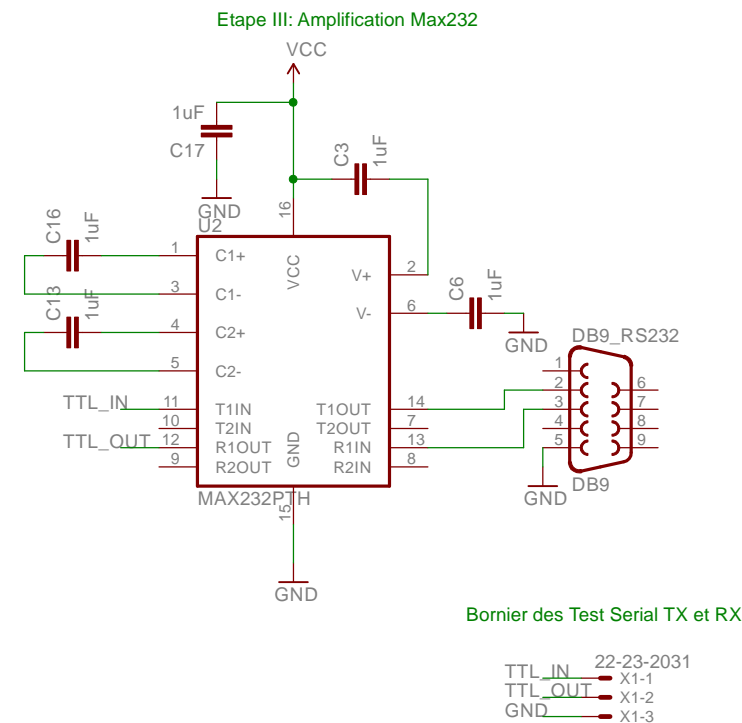 Etape III: Amplification Max232
VCC
1uF
C17
GND
C3
1uF
16
U2
C16
1uF
1
C1+
VCC
V+
2
3
C1-
C13
1uF
V-
6
C6
1uF
GND
4
C2+
5
C2-
TTL_IN
11
T1IN
T1OUT
14
10
T2IN
T2OUT
7
TTL_OUT
12
R1OUT
GND
R1IN
13
9
R2OUT
R2IN
8
MAX232PTH
15
GND
DB9_RS232
1
2
6
3
7
4
8
5
9
GND
DB9
Bornier des Test Serial TX et RX
22-23-2031
TTL_IN
X1-1
TTL_OUT
X1-2
GND
X1-3